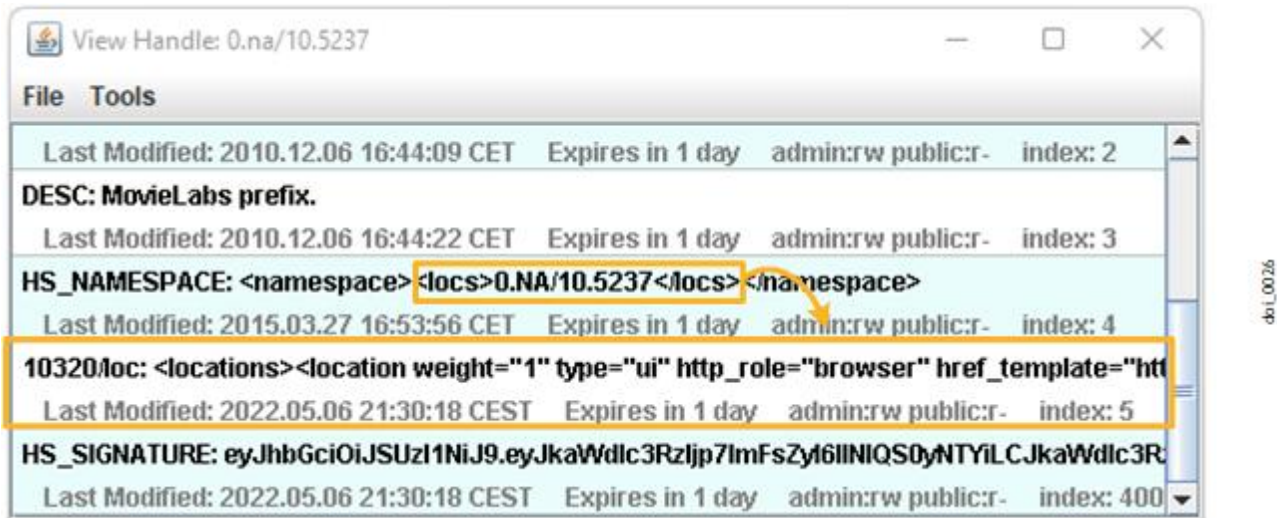 View Handle: 0.na/10.5237
File Tools
Last Modified: 2010.12.06 16:44:09 CET Expires in 1 day admin:rw public:r- index: 2
DESC: MovieLabs prefix.
Last Modified: 2010.12.06 16:44:22 CET Expires in 1 day admin:rw public:r- index: 3
HS_NAMESPACE: <namespace><locs>0.NA/10.5237</locs></namespace>
Last Modified: 2015.03.27 16:53:56 CET Expires in 1 day admin:rw public:r- index: 4
10320/loc: <locations><location weight="1" type="ui" http_role="browser" href_template="htt
Last Modified: 2022.05.06 21:30:18 CEST Expires in 1 day admin:rw public:r- index: 5
HS_SIGNATURE: eyJhbGciOiJSUzI1NiJ9.eyJkaWdlc3RzIjp7ImFsZyI6IlNIQS0yNTYiLCJkaWdlc3R
Last Modified: 2022.05.06 21:30:18 CEST Expires in 1 day admin:rw public:r- index: 400
doi_0026